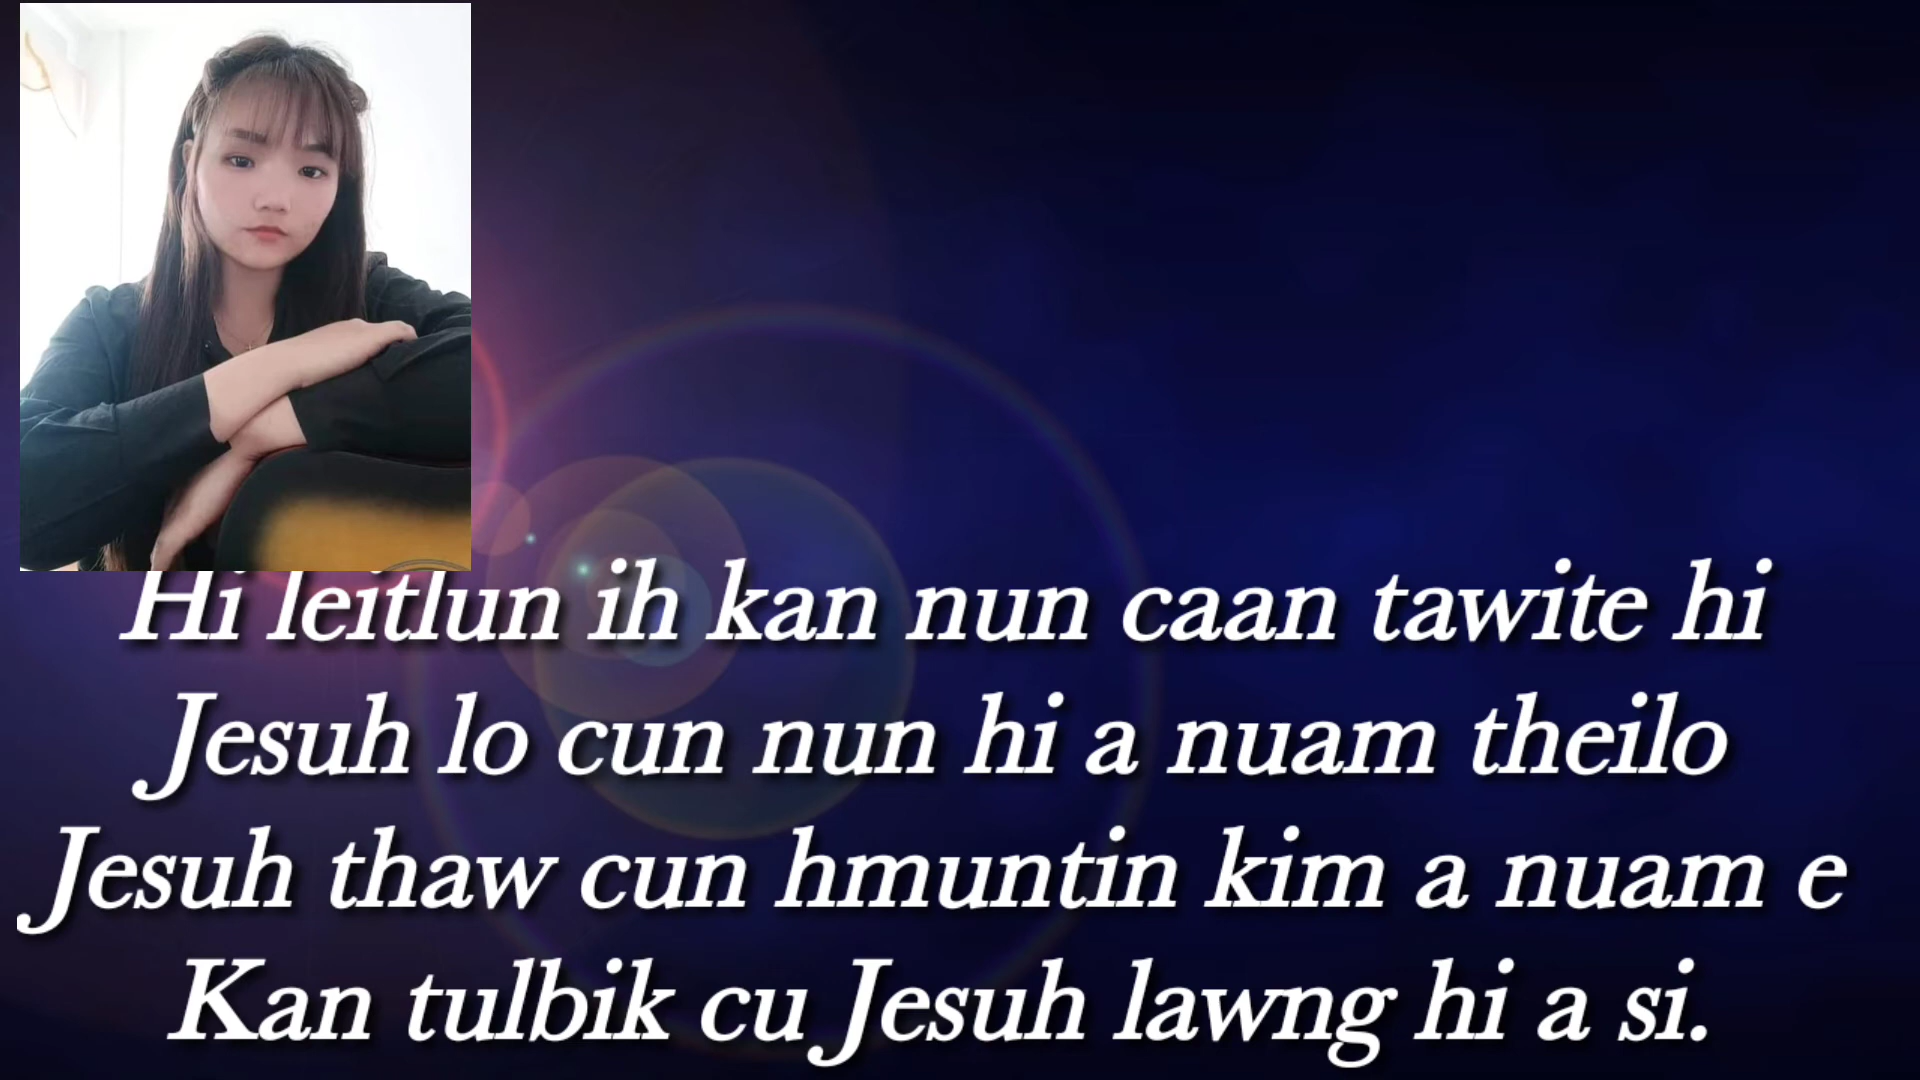 Hi leitlun ih kan nun caan tawite hi
Jesuh lo cun nun hi a nuam theilo
Jesuh thaw cun hmuntin kim a nuam e
Kan tulbik cu Jesuh lawng hi a si.